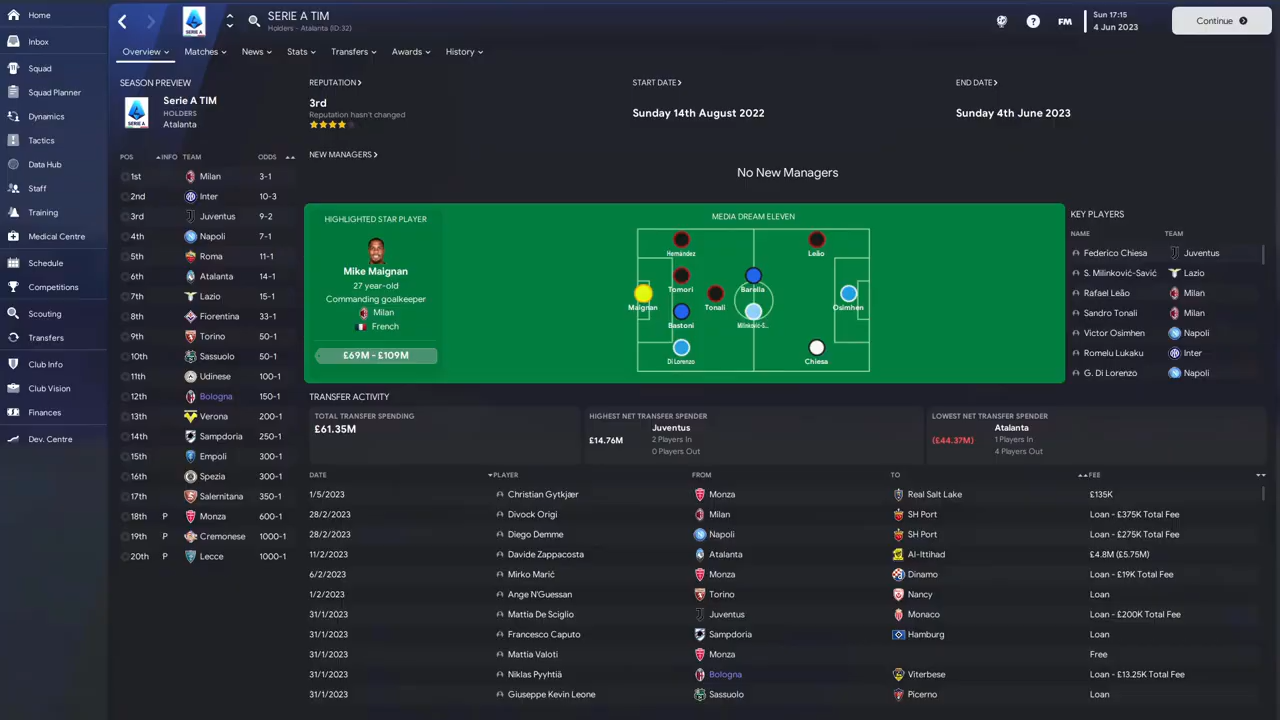 Home
Inbox
Squad
Squad Planner
Dynamics
Tactics
Data Hub
Staff
Training
Medical Centre
Schedule
Competitions
Scouting
Transfers
Club Info
Club Vision
Finances
Dev. Centre
SERIE A TIM
Holders - Atalanta (ID:32)
FM
Sun 17:15
4 Jun 2023
Continue
Overview Matches News Stats Transfers Awards History
SEASON PREVIEW
Serie A TIM
HOLDERS
Atalanta
REPUTATION
3rd
Reputation hasn't changed
START DATE
Sunday 14th August 2022
END DATE
Sunday 4th June 2023
NEW MANAGERS
No New Managers
POS INFO TEAM ODDS
1st Milan 3-1
2nd Inter 10-3
3rd Juventus 9-2
4th Napoli 7-1
5th Roma 11-1
6th Atalanta 14-1
7th Lazio 15-1
8th Fiorentina 33-1
9th Torino 50-1
10th Sassuolo 50-1
11th Udinese 100-1
12th Bologna 150-1
13th Verona 200-1
14th Sampdoria 250-1
15th Empoli 300-1
16th Spezia 300-1
17th Salernitana 350-1
18th P Monza 600-1
19th P Cremonese 1000-1
20th P Lecce 1000-1
HIGHLIGHTED STAR PLAYER
Mike Maignan
27 year-old
Commanding goalkeeper
Milan
French
£69M - £109M
MEDIA DREAM ELEVEN
Hernández
Leão
Tomori
Barella
Maignan
Tonali
Osimhen
Bastoni
Milinković-S...
Di Lorenzo
Chiesa
KEY PLAYERS
NAME TEAM
Federico Chiesa Juventus
S. Milinković-Savić Lazio
Rafael Leão Milan
Sandro Tonali Milan
Victor Osimhen Napoli
Romelu Lukaku Inter
G. Di Lorenzo Napoli
TRANSFER ACTIVITY
TOTAL TRANSFER SPENDING
£61.35M
HIGHEST NET TRANSFER SPENDER
£14.76M
Juventus
2 Players In
0 Players Out
LOWEST NET TRANSFER SPENDER
(£44.37M)
Atalanta
1 Players In
4 Players Out
DATE PLAYER FROM TO FEE
1/5/2023 Christian Gytkjær Monza Real Salt Lake £135K
28/2/2023 Divock Origi Milan SH Port Loan - £375K Total Fee
28/2/2023 Diego Demme Napoli SH Port Loan - £275K Total Fee
11/2/2023 Davide Zappacosta Atalanta Al-Ittihad £4.8M (£5.75M)
6/2/2023 Mirko Marić Monza Dinamo Loan - £19K Total Fee
1/2/2023 Ange N'Guessan Torino Nancy Loan
31/1/2023 Mattia De Sciglio Juventus Monaco Loan - £200K Total Fee
31/1/2023 Francesco Caputo Sampdoria Hamburg Loan
31/1/2023 Mattia Valoti Monza Free
31/1/2023 Niklas Pyyhtiä Bologna Viterbese Loan - £13.25K Total Fee
31/1/2023 Giuseppe Kevin Leone Sassuolo Picerno Loan